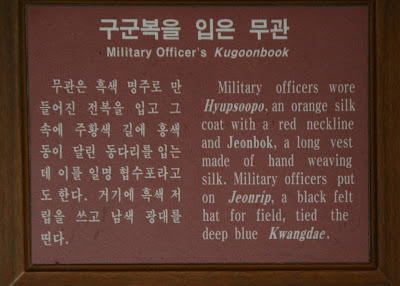 구군복을 입은 무관
Military Officer's Kugoonbook
무관은 흑색 명주로 만
들어진 전복을 입고 그
속에 주황색 길에 홍색
동이 달린 동다리를 입는
데 이를 일명 협수포라고
도 한다. 거기에 흑색 저
립을 쓰고 남색 광대를
띤다.
Military officers wore
Hyupsoopo, an orange silk
coat with a red neckline
and Jeonbok, a long vest
made of hand weaving
silk. Military officers put
on Jeonrip, a black felt
hat for field, tied the
deep blue Kwangdae.